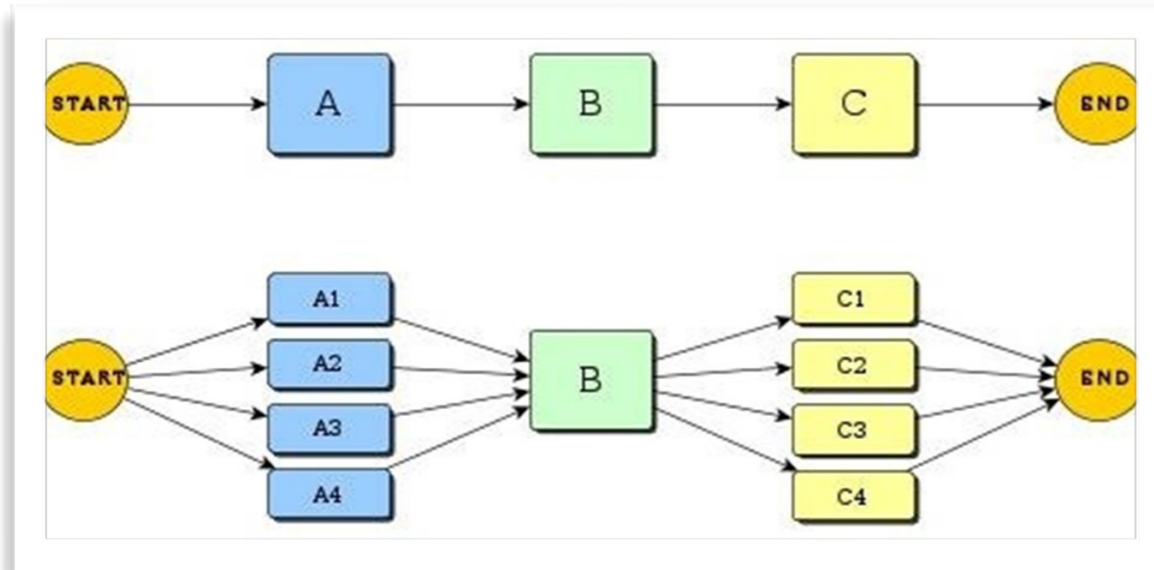 START A B C END
A1 C1
A2 C2
START B END
A3 C3
A4 C4